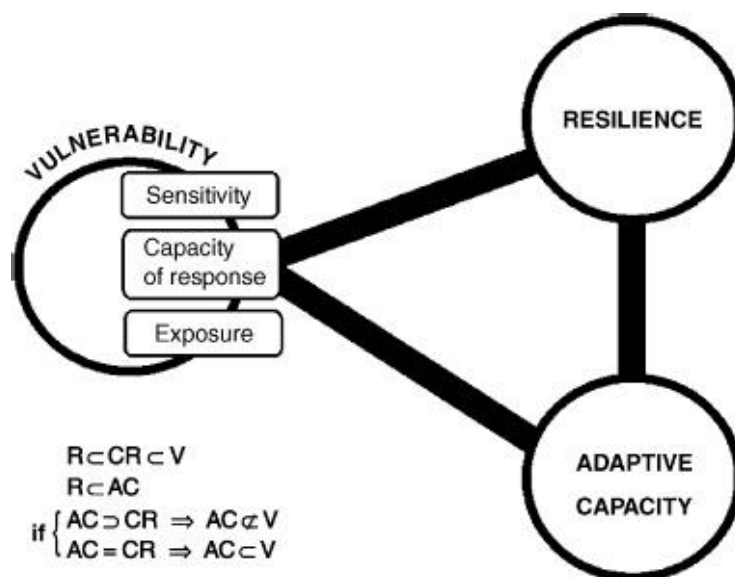 VULNERABILITY
Sensitivity
Capacity
of response
Exposure
RESILIENCE
ADAPTIVE
CAPACITY
R⊂CR⊂V
R⊂AC
if { AC⊃CR ⇒ AC⊄V
AC=CR ⇒ AC⊂V